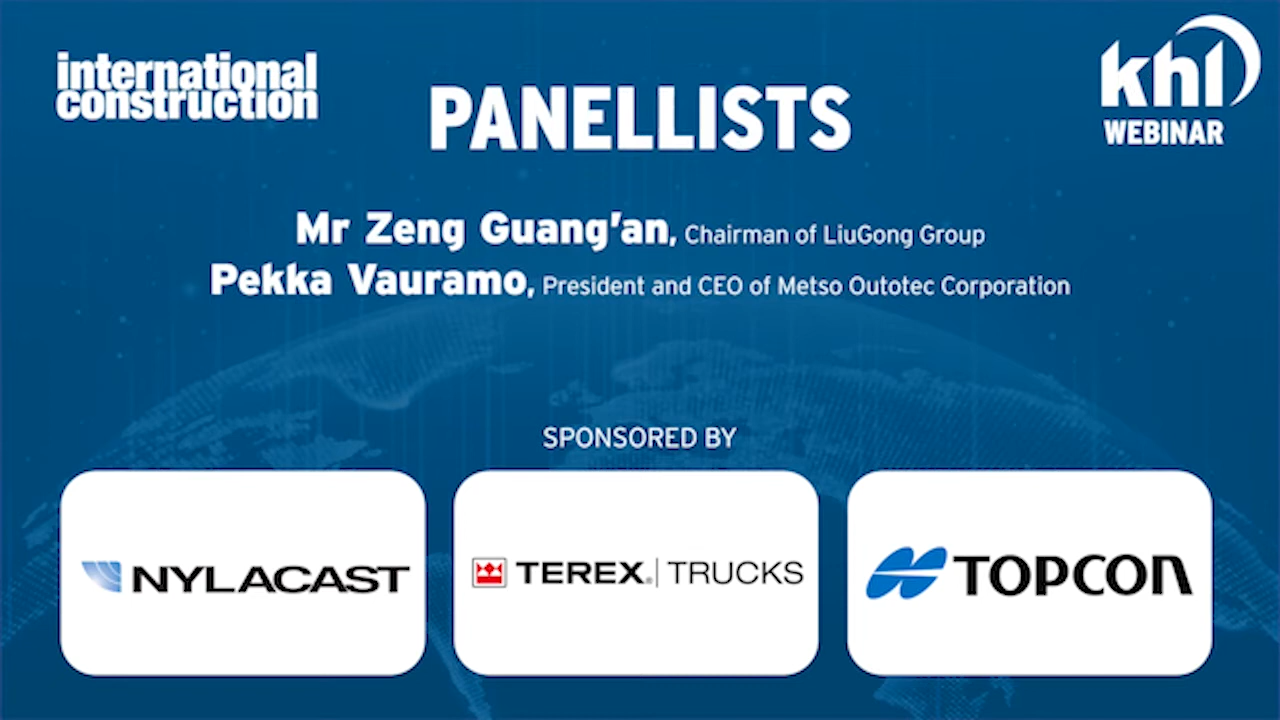 international
construction
khl
WEBINAR
PANELLISTS
Mr Zeng Guang’an, Chairman of LiuGong Group
Pekka Vauramo, President and CEO of Metso Outotec Corporation
SPONSORED BY
NYLACAST
TEREX® TRUCKS
TOPCON